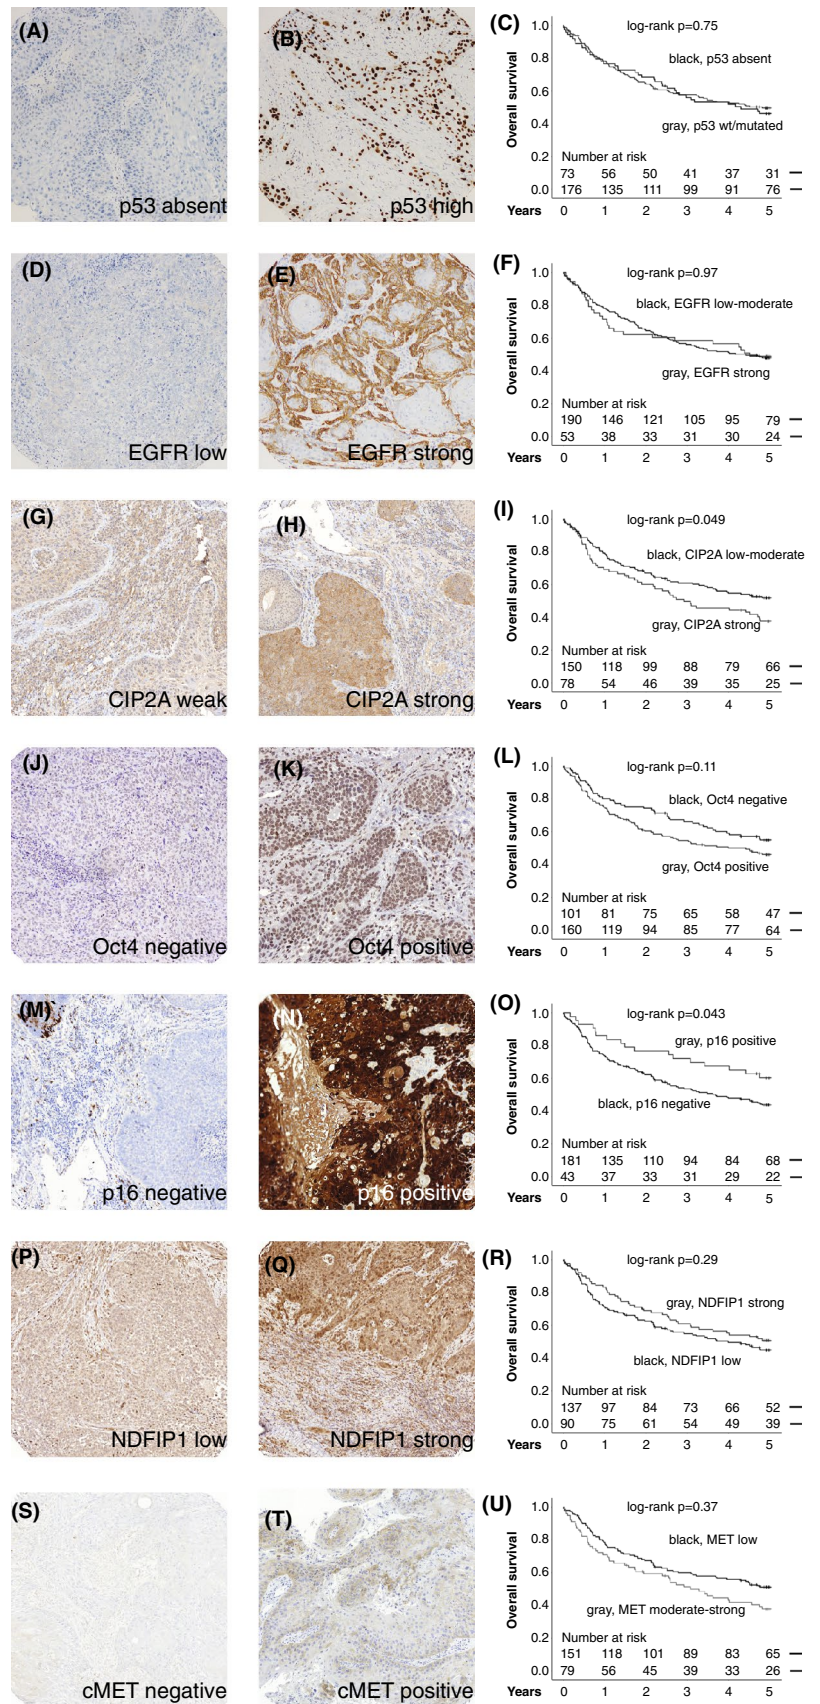 (A)
p53 absent
(B)
p53 high
(C)
log-rank p=0.75
black, p53 absent
gray, p53 wt/mutated
Overall survival
1.0
0.8
0.6
0.4
0.2
0.0
Number at risk
73 56 50 41 37 31
176 135 111 99 91 76
Years 0 1 2 3 4 5
(D)
EGFR low
(E)
EGFR strong
(F)
log-rank p=0.97
black, EGFR low-moderate
gray, EGFR strong
Overall survival
1.0
0.8
0.6
0.4
0.2
0.0
Number at risk
190 146 121 105 95 79
53 38 33 31 30 24
Years 0 1 2 3 4 5
(G)
CIP2A weak
(H)
CIP2A strong
(I)
log-rank p=0.049
black, CIP2A low-moderate
gray, CIP2A strong
Overall survival
1.0
0.8
0.6
0.4
0.2
0.0
Number at risk
150 118 99 88 79 66
78 54 46 39 35 25
Years 0 1 2 3 4 5
(J)
Oct4 negative
(K)
Oct4 positive
(L)
log-rank p=0.11
black, Oct4 negative
gray, Oct4 positive
Overall survival
1.0
0.8
0.6
0.4
0.2
0.0
Number at risk
101 81 75 65 58 47
160 119 94 85 77 64
Years 0 1 2 3 4 5
(M)
p16 negative
(N)
p16 positive
(O)
log-rank p=0.043
gray, p16 positive
black, p16 negative
Overall survival
1.0
0.8
0.6
0.4
0.2
0.0
Number at risk
181 135 110 94 84 68
43 37 33 31 29 22
Years 0 1 2 3 4 5
(P)
NDFIP1 low
(Q)
NDFIP1 strong
(R)
log-rank p=0.29
gray, NDFIP1 strong
black, NDFIP1 low
Overall survival
1.0
0.8
0.6
0.4
0.2
0.0
Number at risk
137 97 84 73 66 52
90 75 61 54 49 39
Years 0 1 2 3 4 5
(S)
cMET negative
(T)
cMET positive
(U)
log-rank p=0.37
black, MET low
gray, MET moderate-strong
Overall survival
1.0
0.8
0.6
0.4
0.2
0.0
Number at risk
151 118 101 89 83 65
79 56 45 39 33 26
Years 0 1 2 3 4 5